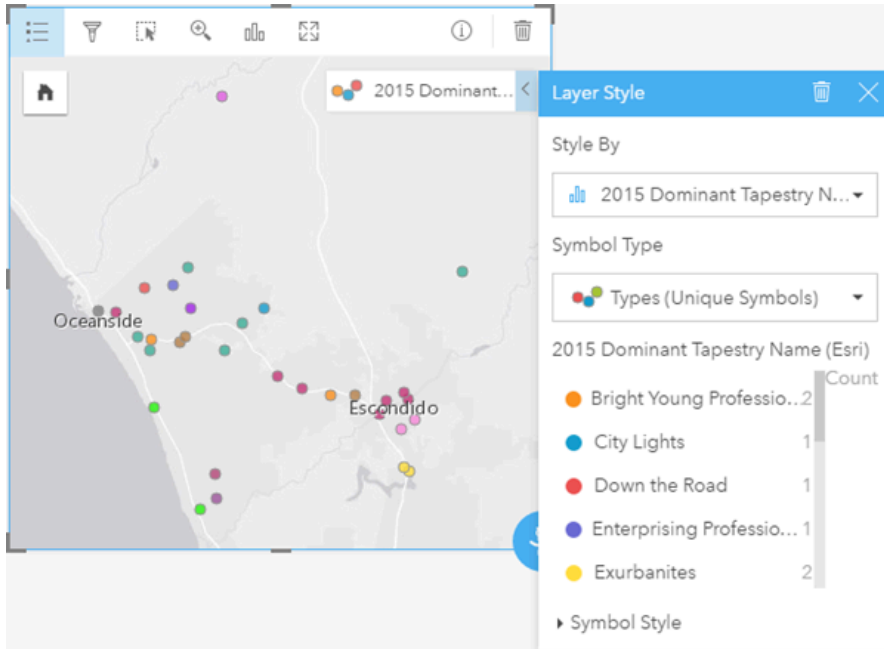 2015 Dominant...
Oceanside
Escondido
Layer Style
Style By
2015 Dominant Tapestry N...
Symbol Type
Types (Unique Symbols)
2015 Dominant Tapestry Name (Esri)
Count
Bright Young Professio... 2
City Lights 1
Down the Road 1
Enterprising Professio... 1
Exurbanites 2
Symbol Style